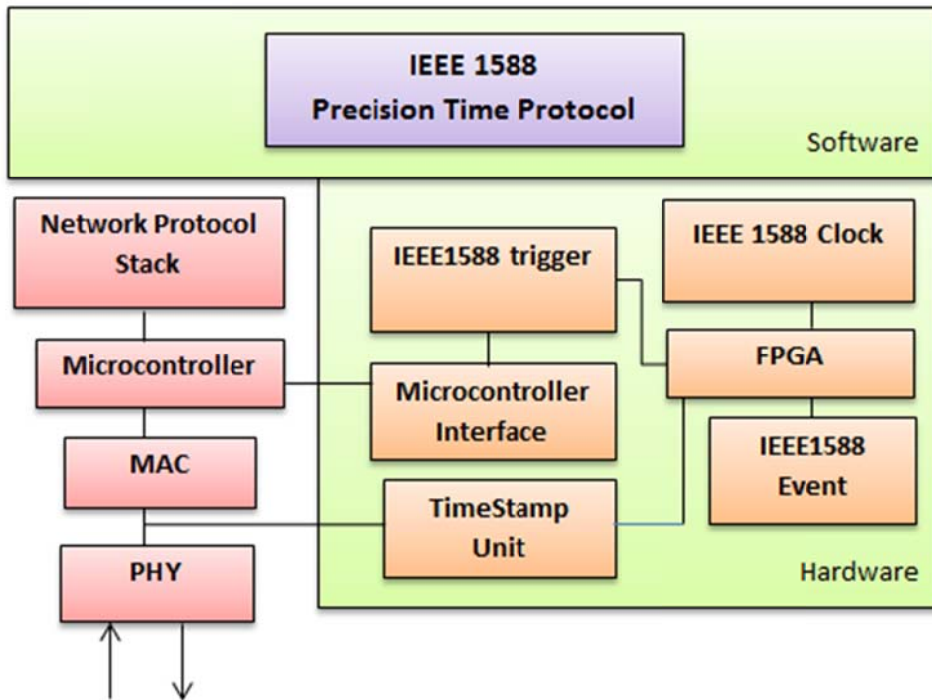 IEEE 1588
Precision Time Protocol
Software
Network Protocol
Stack
IEEE1588 trigger
IEEE 1588 Clock
Microcontroller
Microcontroller
Interface
FPGA
MAC
IEEE1588
Event
TimeStamp
Unit
PHY
Hardware